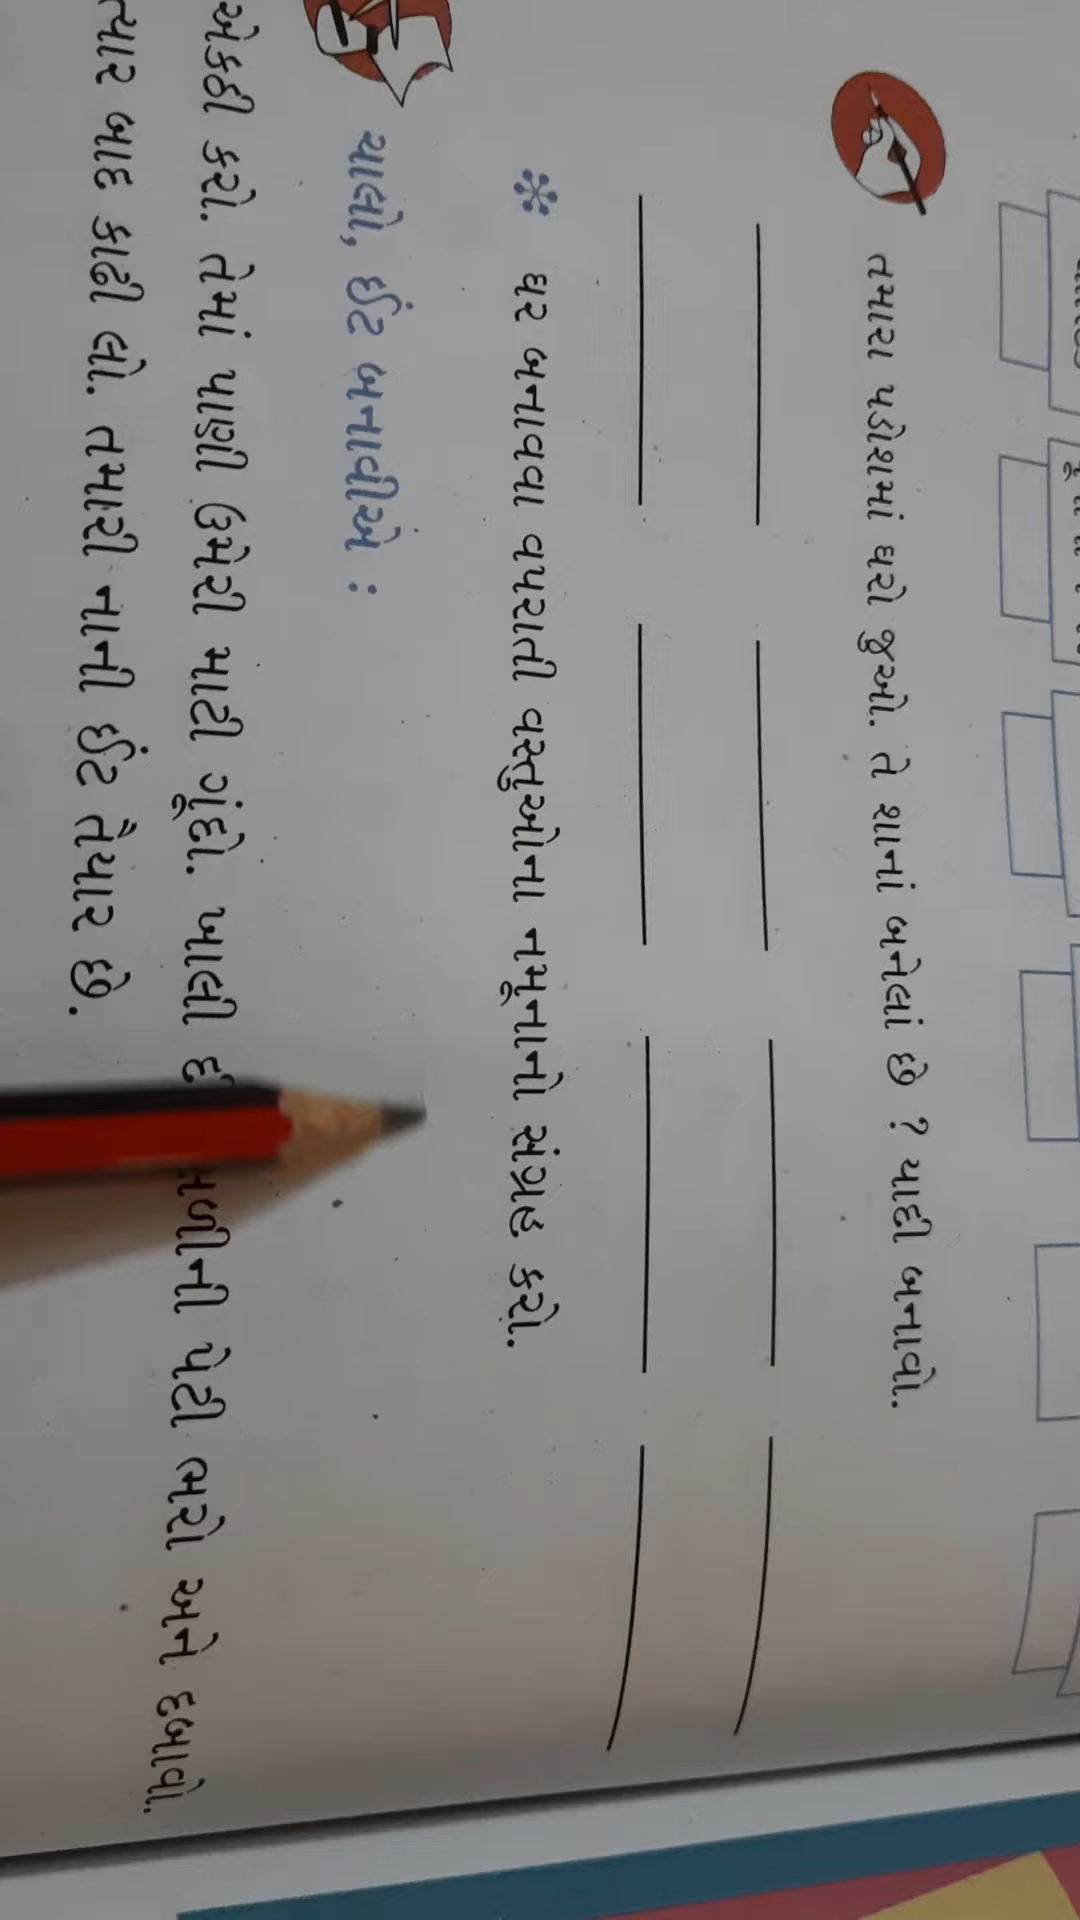 તમારા પડોશમાં ઘરો જુઓ. તે શાનાં બનેલાં છે ? યાદી બનાવો.
ઘર બનાવવા વપરાતી વસ્તુઓના નમૂનાનો સંગ્રહ કરો.
ચાલો, ઈંટ બનાવીએ :
એકઠી કરો. તેમાં પાણી ઉમેરી માટી ગૂંદો. ખાલી પેટી ભરો અને દબાવો.
ત્યાર બાદ કાઢી લો. તમારી નાની ઈંટ તૈયાર છે.